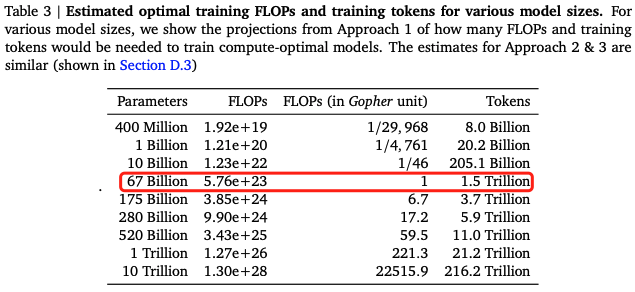 Table 3 | Estimated optimal training FLOPs and training tokens for various model sizes. For
various model sizes, we show the projections from Approach 1 of how many FLOPs and training
tokens would be needed to train compute-optimal models. The estimates for Approach 2 & 3 are
similar (shown in Section D.3)
Parameters FLOPs FLOPs (in Gopher unit) Tokens
400 Million 1.92e+19 1/29,968 8.0 Billion
1 Billion 1.21e+20 1/4,761 20.2 Billion
10 Billion 1.23e+22 1/46 205.1 Billion
67 Billion 5.76e+23 1 1.5 Trillion
175 Billion 3.85e+24 6.7 3.7 Trillion
280 Billion 9.90e+24 17.2 5.9 Trillion
520 Billion 3.43e+25 59.5 11.0 Trillion
1 Trillion 1.27e+26 221.3 21.2 Trillion
10 Trillion 1.30e+28 22515.9 216.2 Trillion